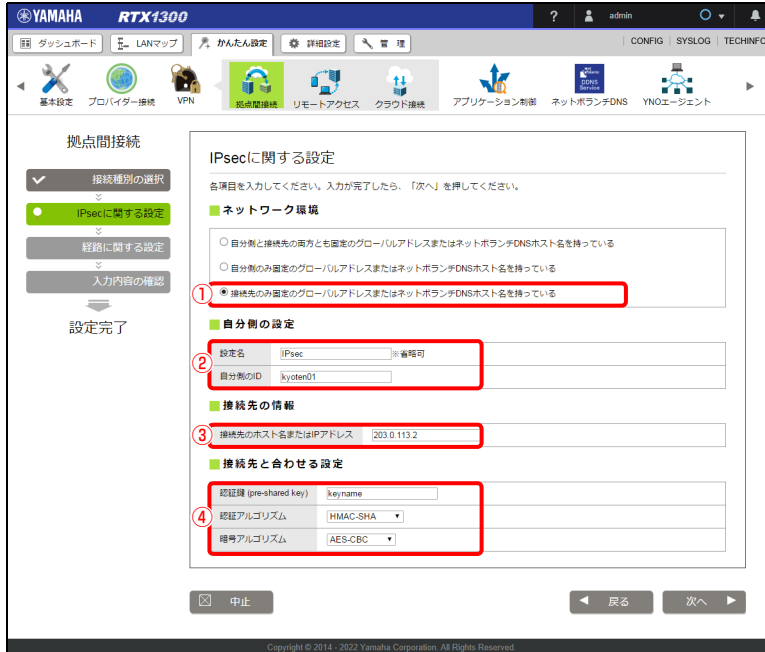 YAMAHA RTX1300 ? admin
ダッシュボード LANマップ かんたん設定 詳細設定 管 理 CONFIG SYSLOG TECHINFO
基本設定 プロバイダー接続 VPN 拠点間接続 リモートアクセス クラウド接続 アプリケーション制御 DDNS Service ネットボランチDNS YNOエージェント
拠点間接続
接続種別の選択
IPsecに関する設定
経路に関する設定
入力内容の確認
設定完了
IPsecに関する設定
各項目を入力してください。入力が完了したら、「次へ」を押してください。
ネットワーク環境
自分側と接続先の両方とも固定のグローバルアドレスまたはネットボランチDNSホスト名を持っている
自分側のみ固定のグローバルアドレスまたはネットボランチDNSホスト名を持っている
① 接続先のみ固定のグローバルアドレスまたはネットボランチDNSホスト名を持っている
自分側の設定
②
設定名 IPsec ※省略可
自分側のID kyoten01
接続先の情報
③ 接続先のホスト名またはIPアドレス 203.0.113.2
接続先と合わせる設定
認証鍵 (pre-shared key) keyname
④ 認証アルゴリズム HMAC-SHA
暗号アルゴリズム AES-CBC
中止 戻る 次へ
Copyright © 2014 - 2022 Yamaha Corporation. All Rights Reserved.